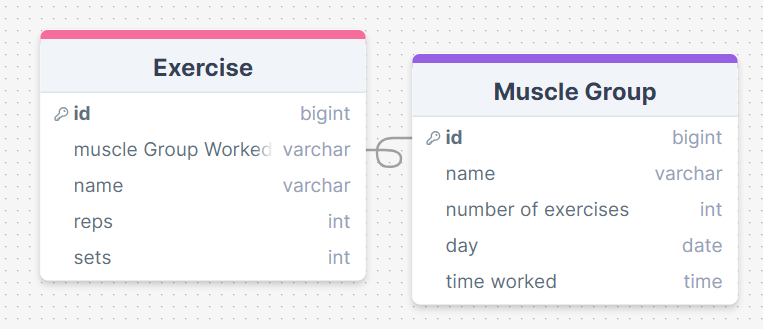 Exercise
id bigint
muscle Group Worked varchar
name varchar
reps int
sets int
Muscle Group
id bigint
name varchar
number of exercises int
day date
time worked time